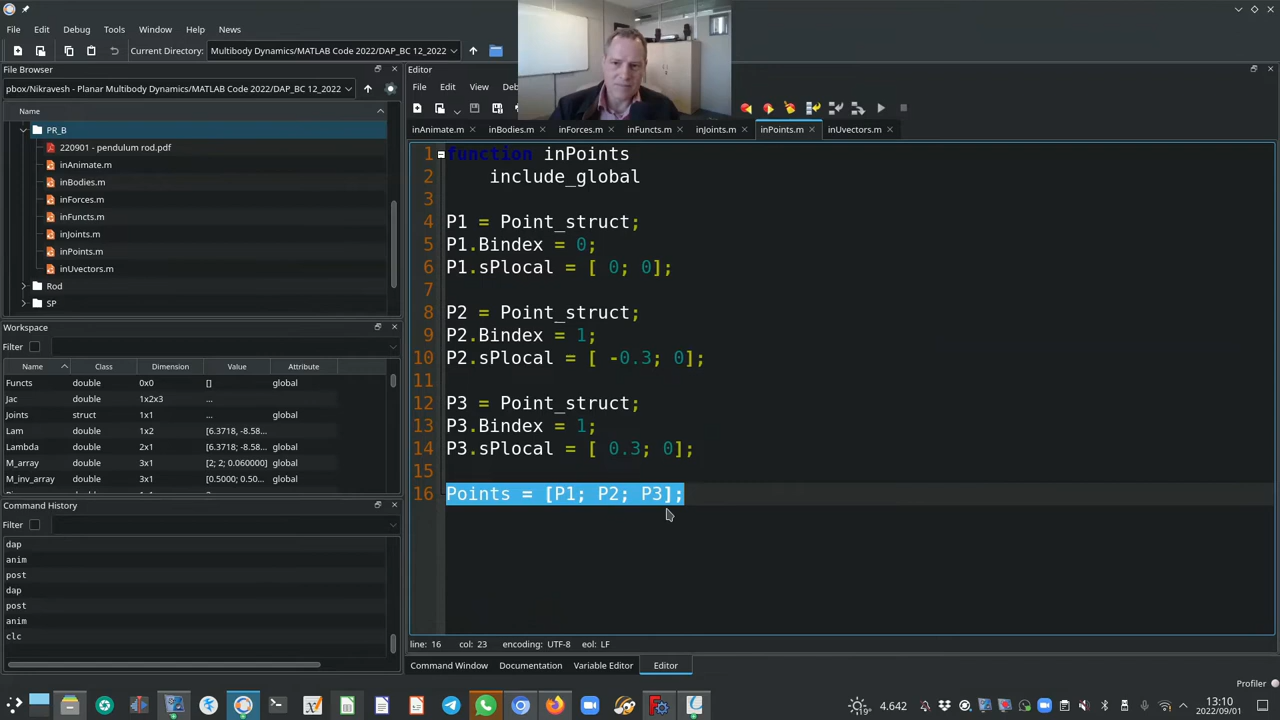 File Edit Debug Tools Window Help News
Current Directory: Multibody Dynamics/MATLAB Code 2022/DAP_BC 12_2022
File Browser
pbox/Nikravesh - Planar Multibody Dynamics/MATLAB Code 2022/DAP_BC 12_2022
Name
PR_B
220901 - pendulum rod.pdf
inAnimate.m
inBodies.m
inForces.m
inFuncts.m
inJoints.m
inPoints.m
inUvectors.m
Rod
SP
Workspace
Filter
Name Class Dimension Value Attribute
Functs double 0x0 [] global
Jac double 1x2x3 ... global
Joints struct 1x1 ... global
Lam double 1x2 [6.3718, -8.58...
Lambda double 2x1 [6.3718; -8.58... global
M_array double 3x1 [2; 2; 0.060000] global
M_inv_array double 3x1 [0.5000; 0.5000... global
Command History
Filter
dap
anim
post
dap
post
anim
clc
Editor
File Edit View Deb
inAnimate.m inBodies.m inForces.m inFuncts.m inJoints.m inPoints.m inUvectors.m
1 function inPoints
2 include_global
3
4 P1 = Point_struct;
5 P1.Bindex = 0;
6 P1.sPlocal = [ 0; 0];
7
8 P2 = Point_struct;
9 P2.Bindex = 1;
10 P2.sPlocal = [ -0.3; 0];
11
12 P3 = Point_struct;
13 P3.Bindex = 1;
14 P3.sPlocal = [ 0.3; 0];
15
16 Points = [P1; P2; P3];
line: 16 col: 23 encoding: UTF-8 eol: LF
Command Window Documentation Variable Editor Editor
Profiler
19° 4.642 13:10
2022/09/01